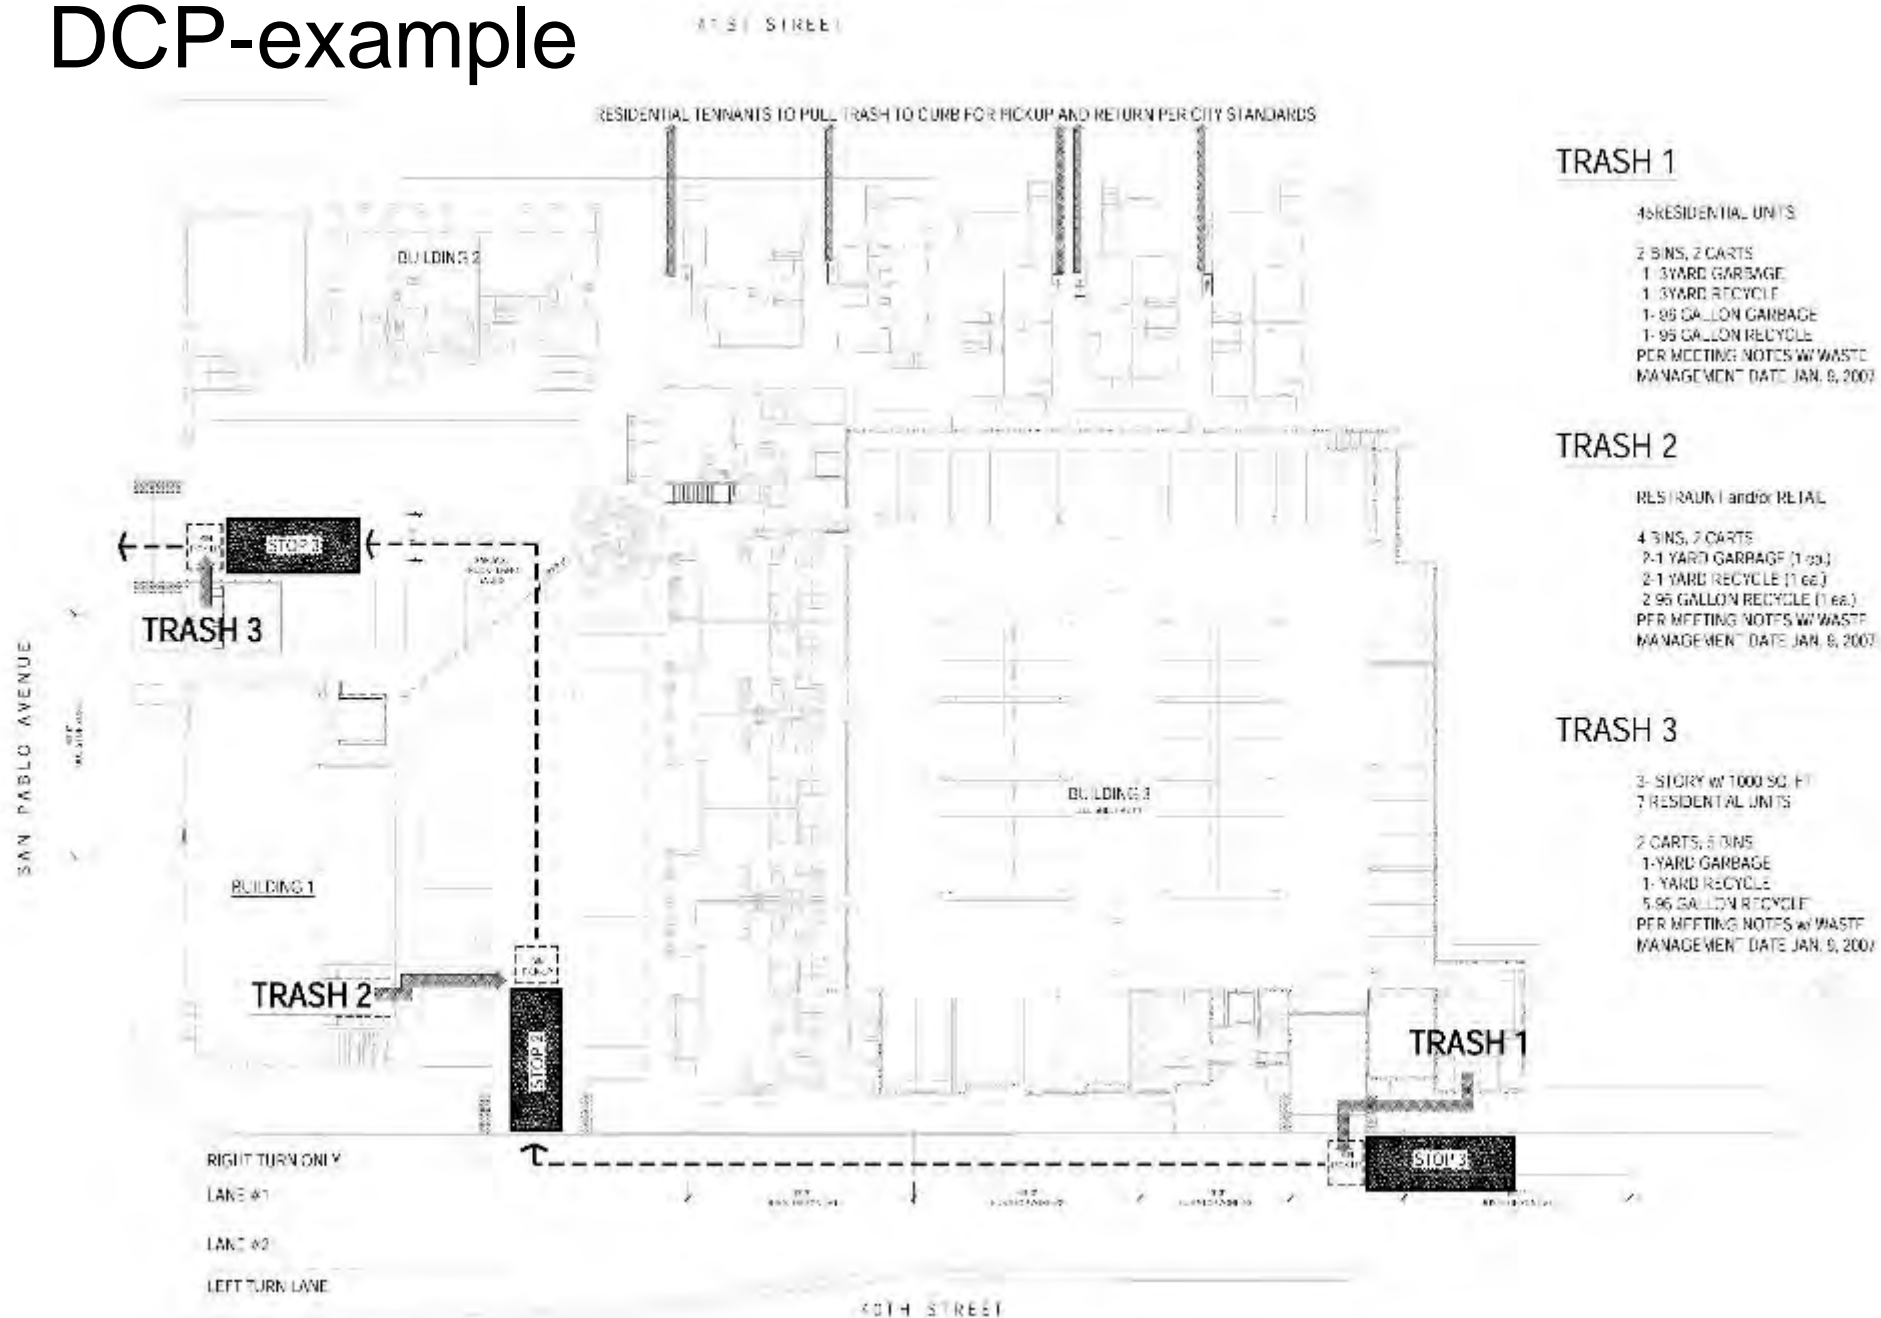 DCP-example
41ST STREET
RESIDENTIAL TENNANTS TO PULL TRASH TO CURB FOR PICKUP AND RETURN PER CITY STANDARDS
BUILDING 2
STOP 3
TRASH 3
SAN PABLO AVENUE
BUILDING 1
TRASH 2
STOP 2
BUILDING 3
TRASH 1
STOP 3
RIGHT TURN ONLY
LANE #1
LANE #2
LEFT TURN LANE
40TH STREET
TRASH 1
45 RESIDENTIAL UNITS
2 BINS, 2 CARTS
1- 3YARD GARBAGE
1- 3YARD RECYCLE
1- 96 GALLON GARBAGE
1- 96 GALLON RECYCLE
PER MEETING NOTES W/ WASTE
MANAGEMENT DATE JAN. 9, 2007
TRASH 2
RESTRAUNT and/or RETAIL
4 BINS, 2 CARTS
2-1 YARD GARBAGE (1 ea.)
2-1 YARD RECYCLE (1 ea.)
2 96 GALLON RECYCLE (1 ea.)
PER MEETING NOTES W/ WASTE
MANAGEMENT DATE JAN. 9, 2007
TRASH 3
3- STORY w/ 1000 SQ. FT
7 RESIDENTIAL UNITS
2 CARTS, 5 BINS
1-YARD GARBAGE
1- YARD RECYCLE
5-96 GALLON RECYCLE
PER MEETING NOTES w/ WASTE
MANAGEMENT DATE JAN. 9, 2007